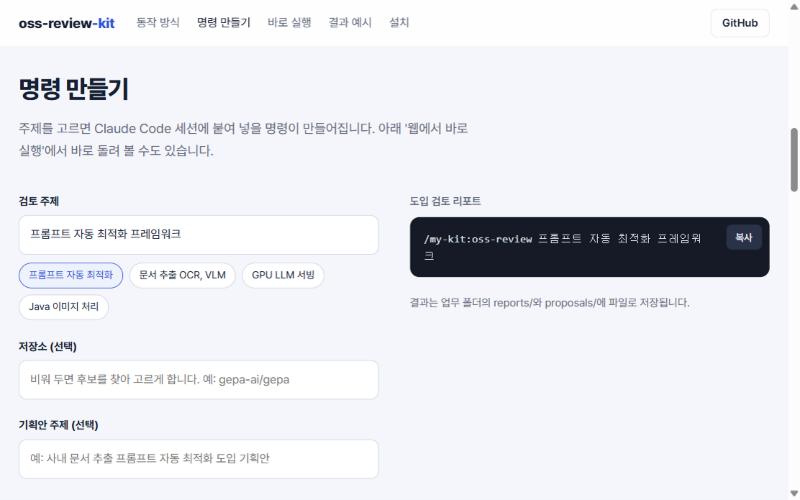 oss-review-kit
동작 방식
명령 만들기
바로 실행
결과 예시
설치
GitHub
명령 만들기
주제를 고르면 Claude Code 세션에 붙여 넣을 명령이 만들어집니다. 아래 '웹에서 바로
실행'에서 바로 돌려 볼 수도 있습니다.
검토 주제
프롬프트 자동 최적화 프레임워크
프롬프트 자동 최적화
문서 추출 OCR, VLM
GPU LLM 서빙
Java 이미지 처리
저장소 (선택)
비워 두면 후보를 찾아 고르게 합니다. 예: gepa-ai/gepa
기획안 주제 (선택)
예: 사내 문서 추출 프롬프트 자동 최적화 도입 기획안
도입 검토 리포트
/my-kit:oss-review 프롬프트 자동 최적화 프레임워
크
복사
결과는 업무 폴더의 reports/와 proposals/에 파일로 저장됩니다.